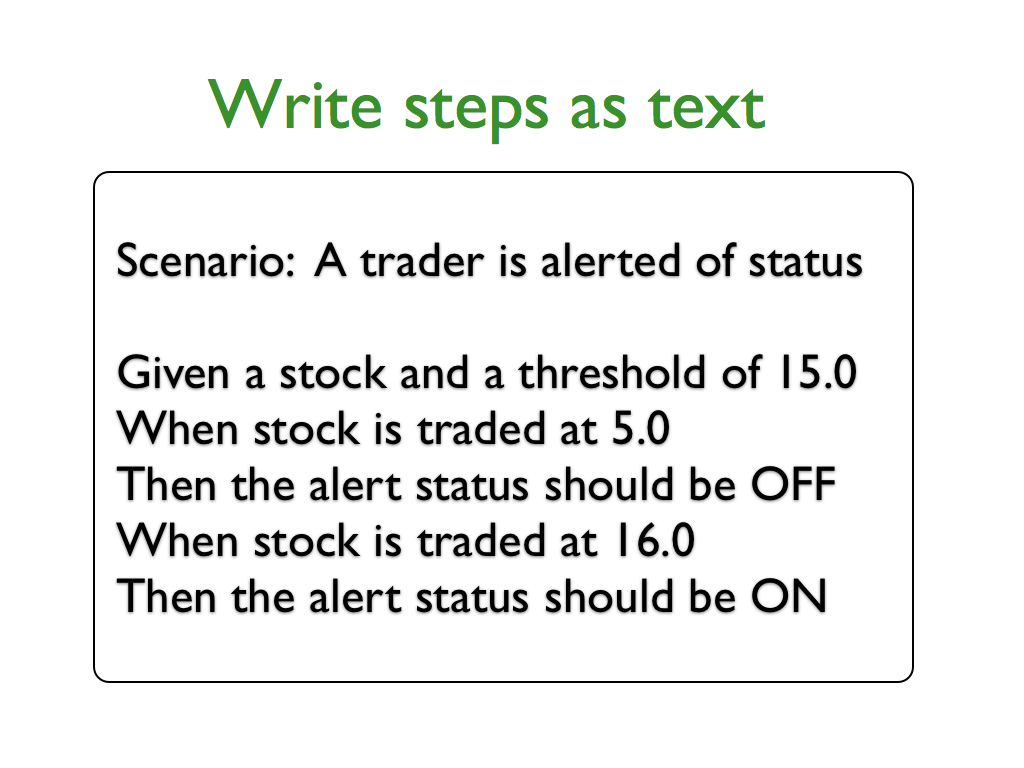 Write steps as text
Scenario: A trader is alerted of status
Given a stock and a threshold of 15.0
When stock is traded at 5.0
Then the alert status should be OFF
When stock is traded at 16.0
Then the alert status should be ON